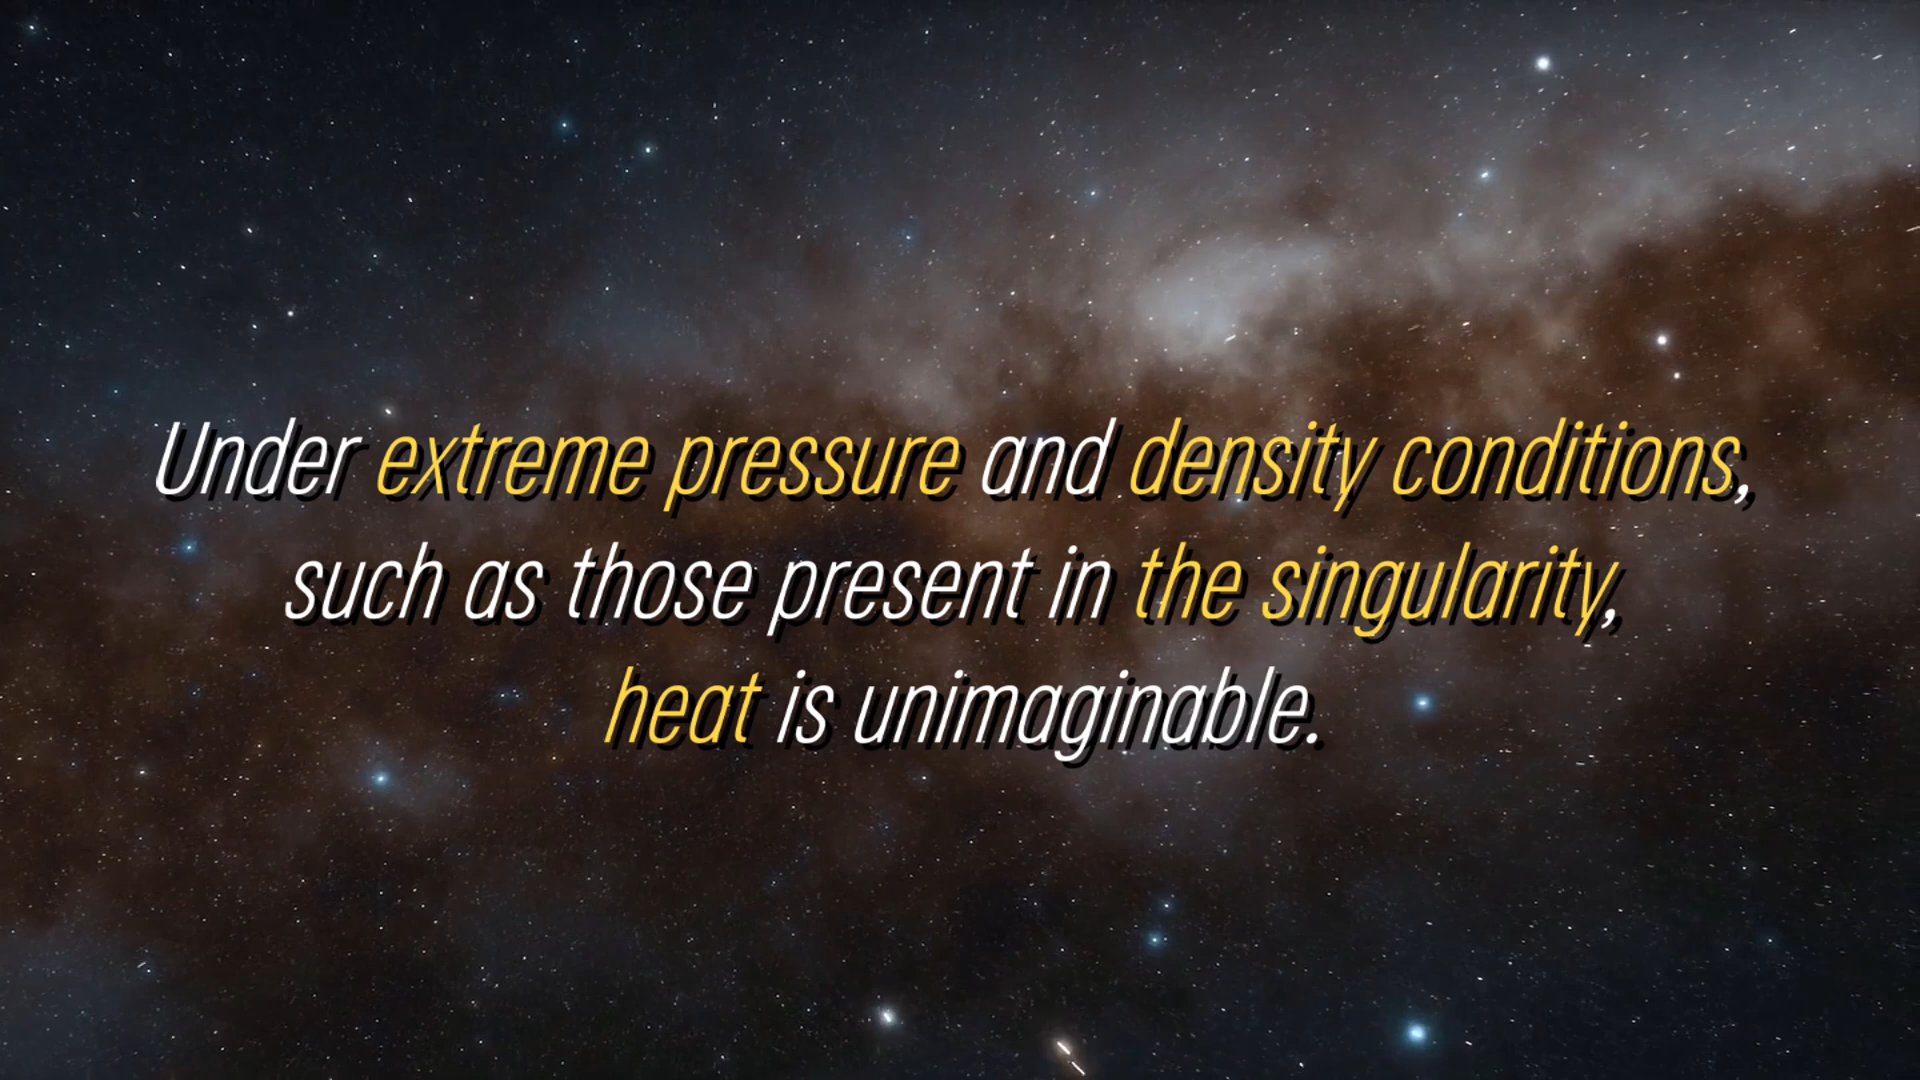 Under extreme pressure and density conditions,
such as those present in the singularity,
heat is unimaginable.